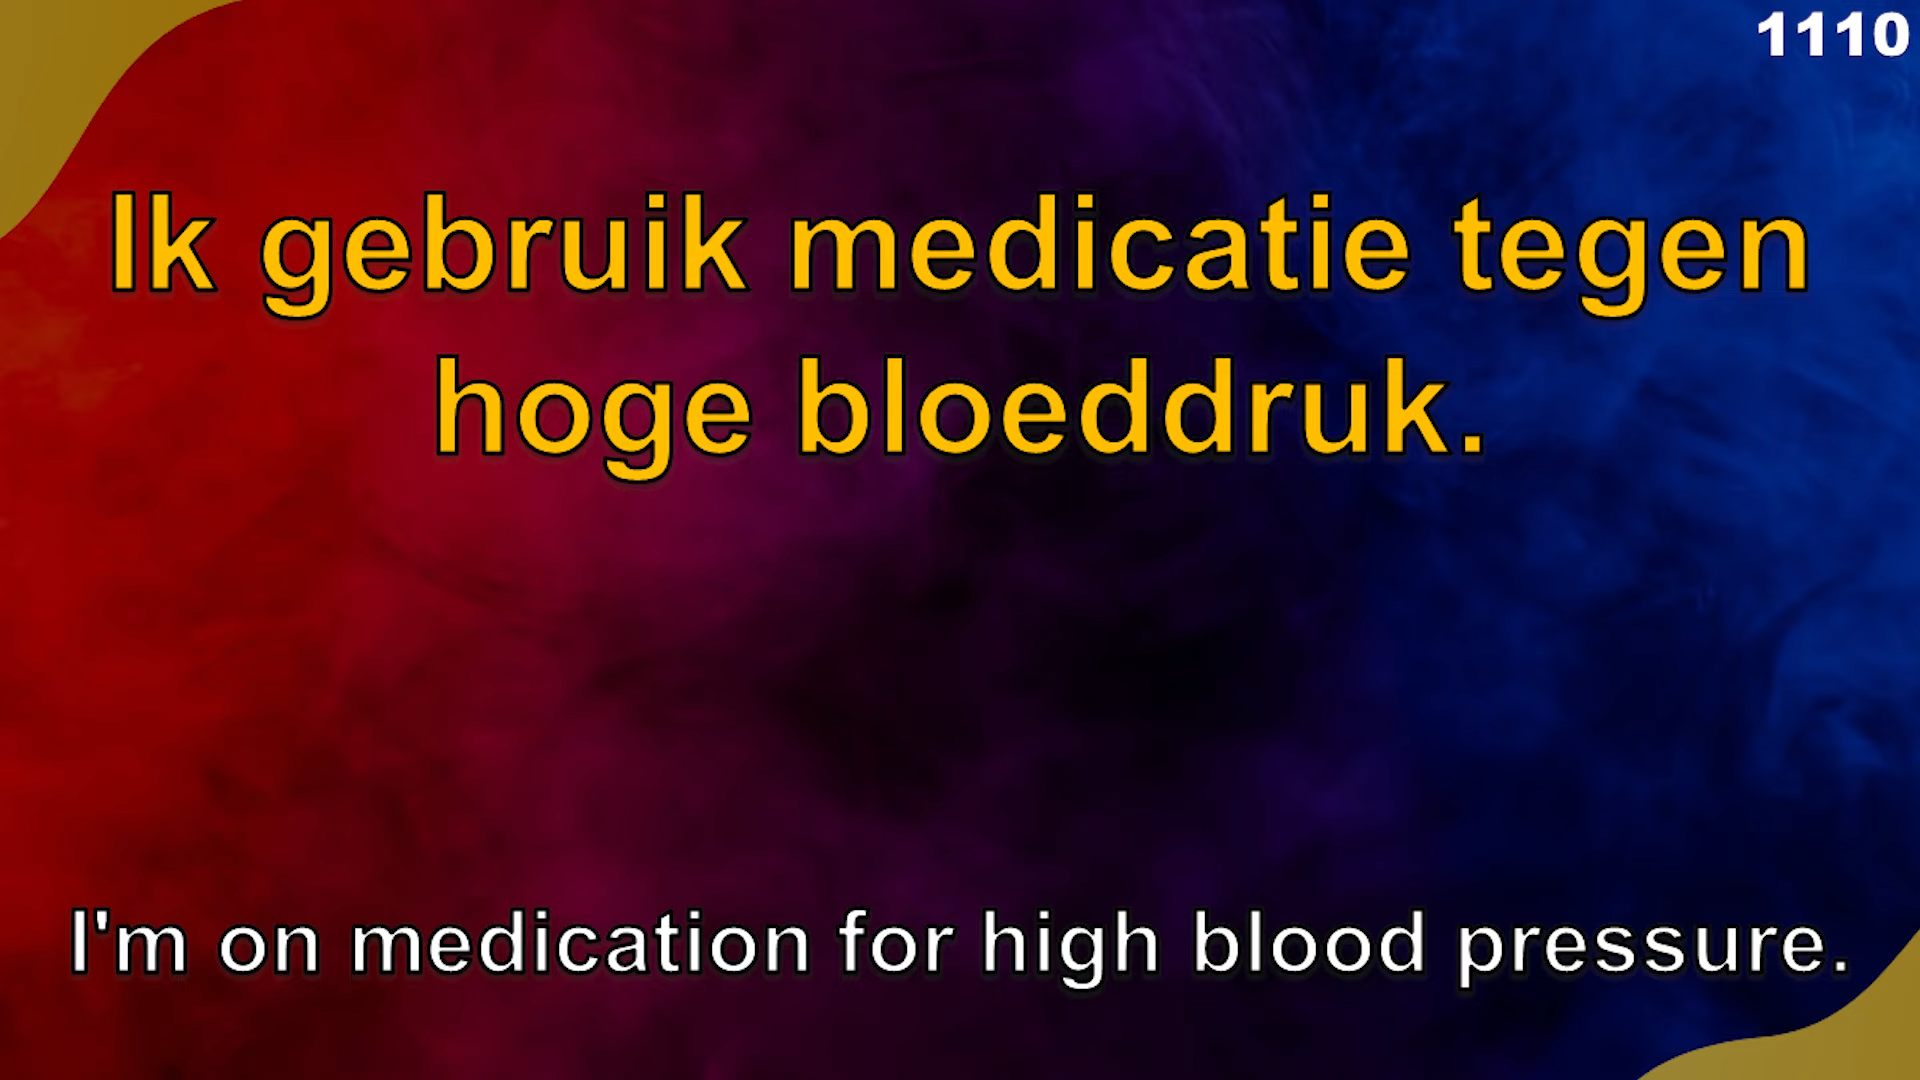 1110
Ik gebruik medicatie tegen
hoge bloeddruk.
I'm on medication for high blood pressure.